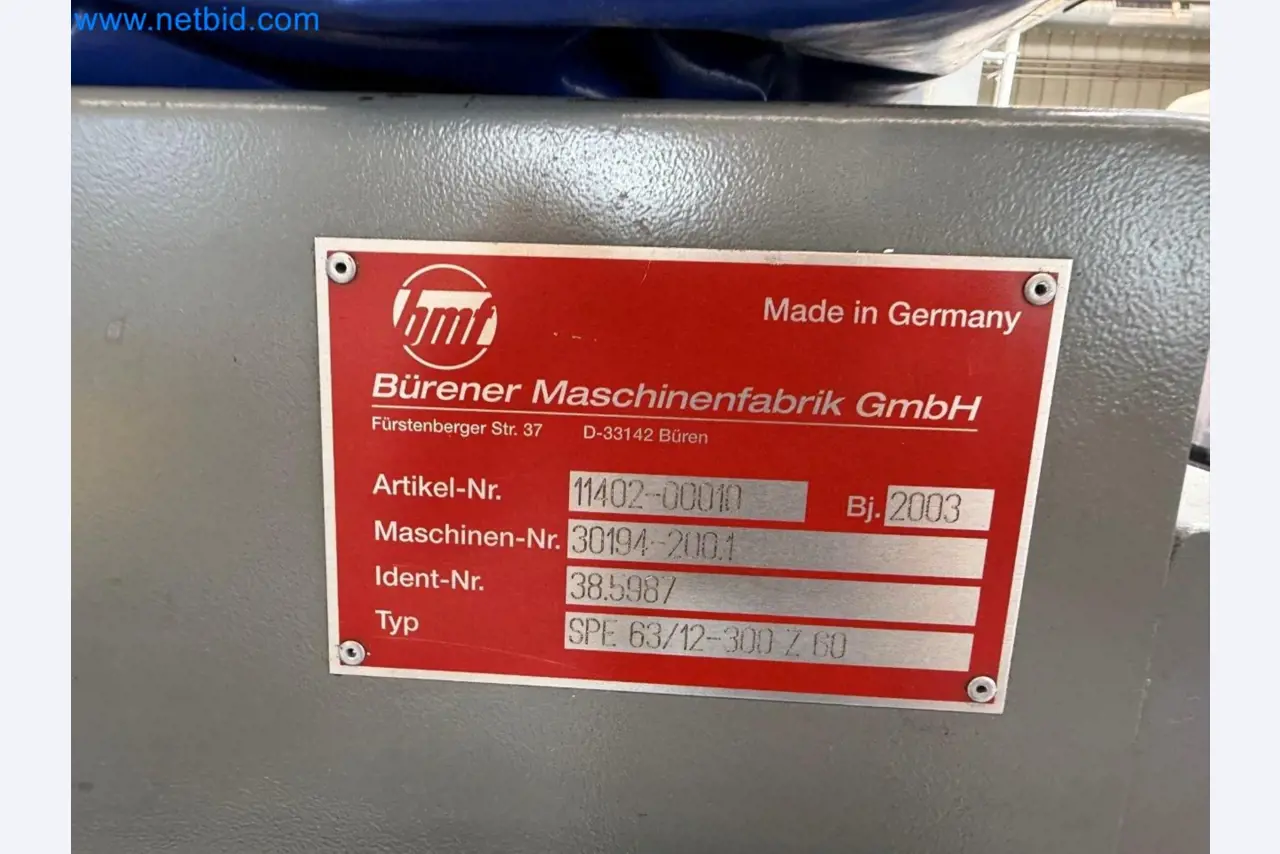 www.netbid.com
bmf
Made in Germany
Bürener Maschinenfabrik GmbH
Fürstenberger Str. 37 D-33142 Büren
Artikel-Nr. 11402-00010 Bj. 2003
Maschinen-Nr. 30194-200.1
Ident-Nr. 38.5987
Typ SPE 63/12-300 Z 60